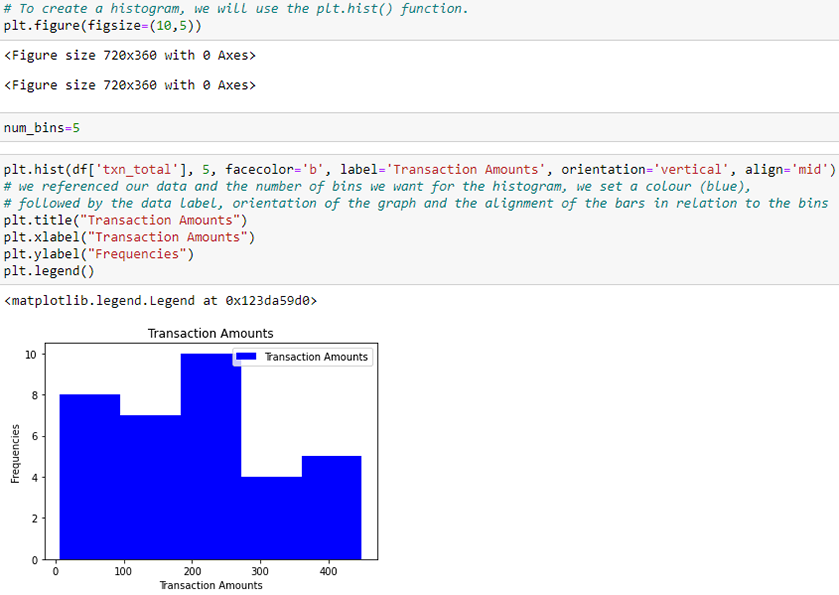 # To create a histogram, we will use the plt.hist() function.
plt.figure(figsize=(10,5))
<Figure size 720x360 with 0 Axes>
<Figure size 720x360 with 0 Axes>
num_bins=5
plt.hist(df['txn_total'], 5, facecolor='b', label='Transaction Amounts', orientation='vertical', align='mid')
# we referenced our data and the number of bins we want for the histogram, we set a colour (blue),
# followed by the data label, orientation of the graph and the alignment of the bars in relation to the bins
plt.title("Transaction Amounts")
plt.xlabel("Transaction Amounts")
plt.ylabel("Frequencies")
plt.legend()
<matplotlib.legend.Legend at 0x123da59d0>
Transaction Amounts
Transaction Amounts
Frequencies
10
8
6
4
2
0
0 100 200 300 400
Transaction Amounts